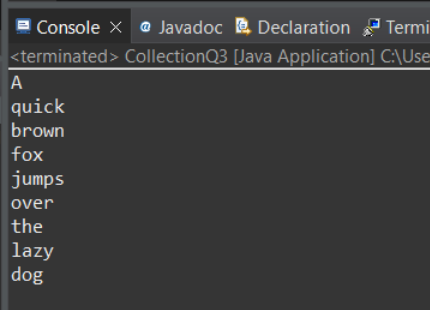 Console × @ Javadoc Declaration Termi
<terminated> CollectionQ3 [Java Application] C:\Use
A
quick
brown
fox
jumps
over
the
lazy
dog